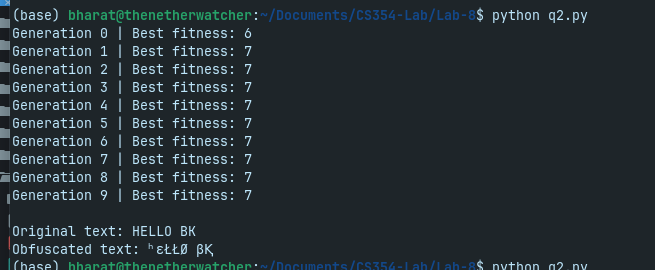 (base) bharat@thenetherwatcher:~/Documents/CS354-Lab/Lab-8$ python q2.py
Generation 0 | Best fitness: 6
Generation 1 | Best fitness: 7
Generation 2 | Best fitness: 7
Generation 3 | Best fitness: 7
Generation 4 | Best fitness: 7
Generation 5 | Best fitness: 7
Generation 6 | Best fitness: 7
Generation 7 | Best fitness: 7
Generation 8 | Best fitness: 7
Generation 9 | Best fitness: 7
Original text: HELLO BK
Obfuscated text: ʰεŁŁØ βҚ
(base) bharat@thenetherwatcher:~/Documents/CS354-Lab/Lab-8$ python q2.py